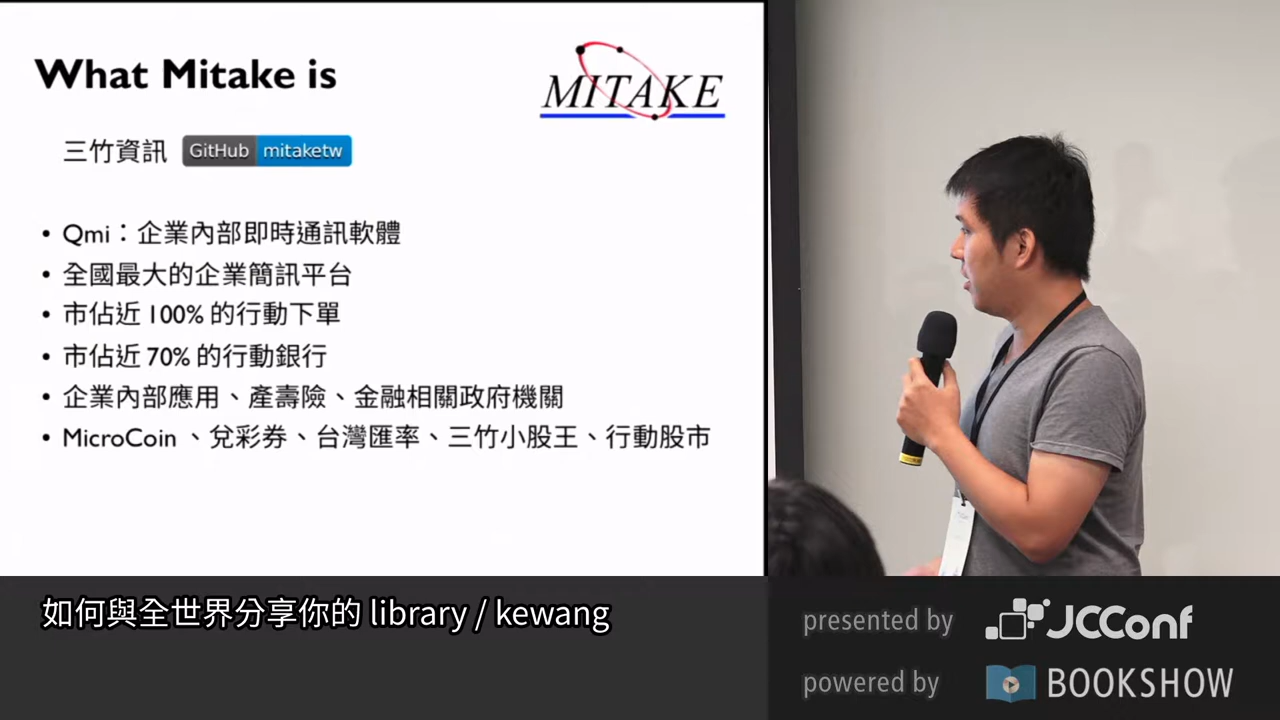 What Mitake is
MITAKE
三竹資訊 GitHub mitaketw
• Qmi：企業內部即時通訊軟體
• 全國最大的企業簡訊平台
• 市佔近 100% 的行動下單
• 市佔近 70% 的行動銀行
• 企業內部應用、產壽險、金融相關政府機關
• MicroCoin 、兌彩券、台灣匯率、三竹小股王、行動股市
如何與全世界分享你的 library / kewang
presented by JCConf
powered by BOOKSHOW